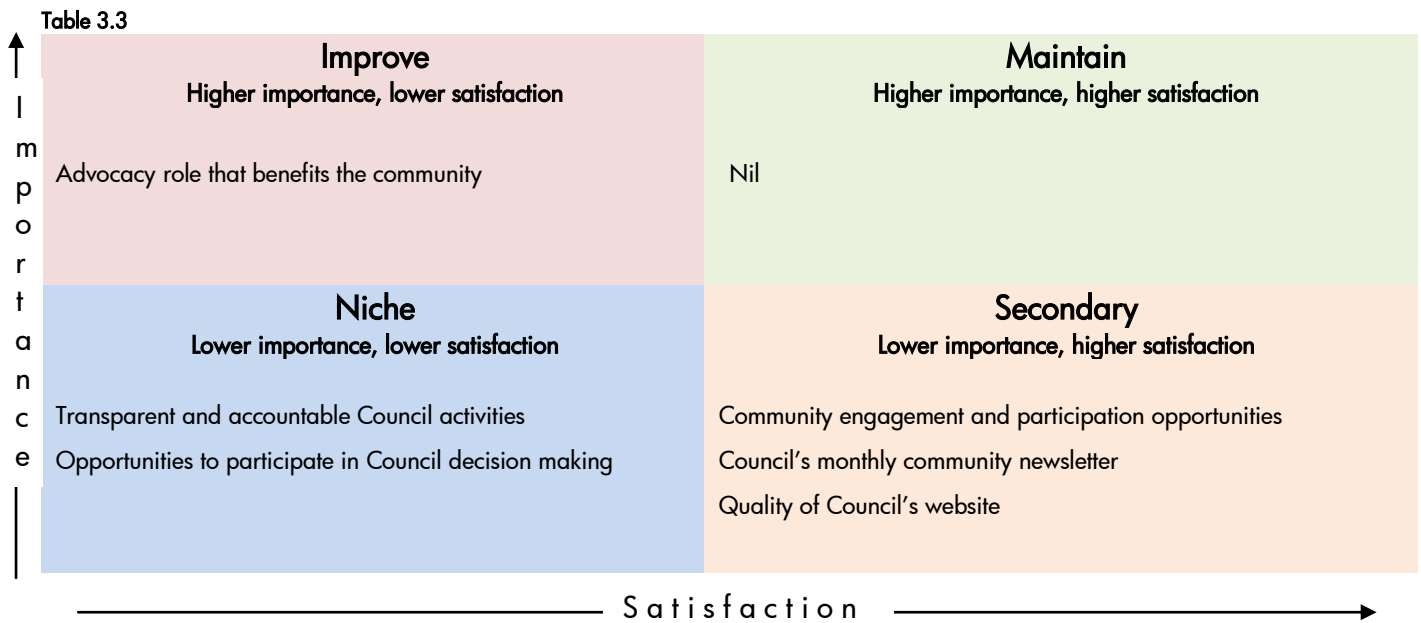 Table 3.3
Importance
Improve
Higher importance, lower satisfaction
Advocacy role that benefits the community
Maintain
Higher importance, higher satisfaction
Nil
Niche
Lower importance, lower satisfaction
Transparent and accountable Council activities
Opportunities to participate in Council decision making
Secondary
Lower importance, higher satisfaction
Community engagement and participation opportunities
Council’s monthly community newsletter
Quality of Council’s website
Satisfaction